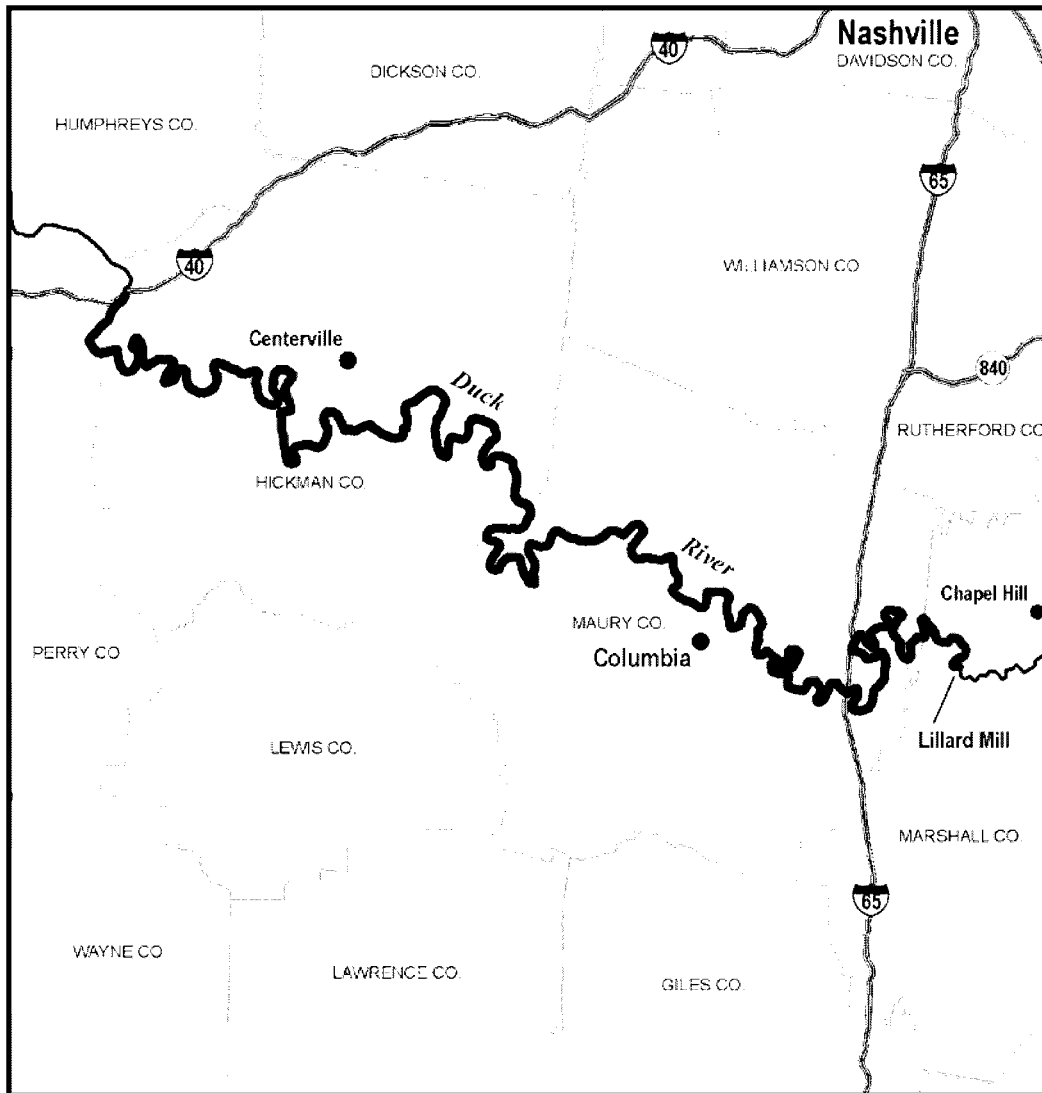 Nashville
DAVIDSON CO.
40
DICKSON CO.
HUMPHREYS CO.
65
40
WILLIAMSON CO
Centerville
840
Duck
RUTHERFORD CO.
HICKMAN CO.
River
Chapel Hill
MAURY CO.
PERRY CO
Columbia
Lillard Mill
LEWIS CO.
MARSHALL CO.
65
WAYNE CO
LAWRENCE CO.
GILES CO.